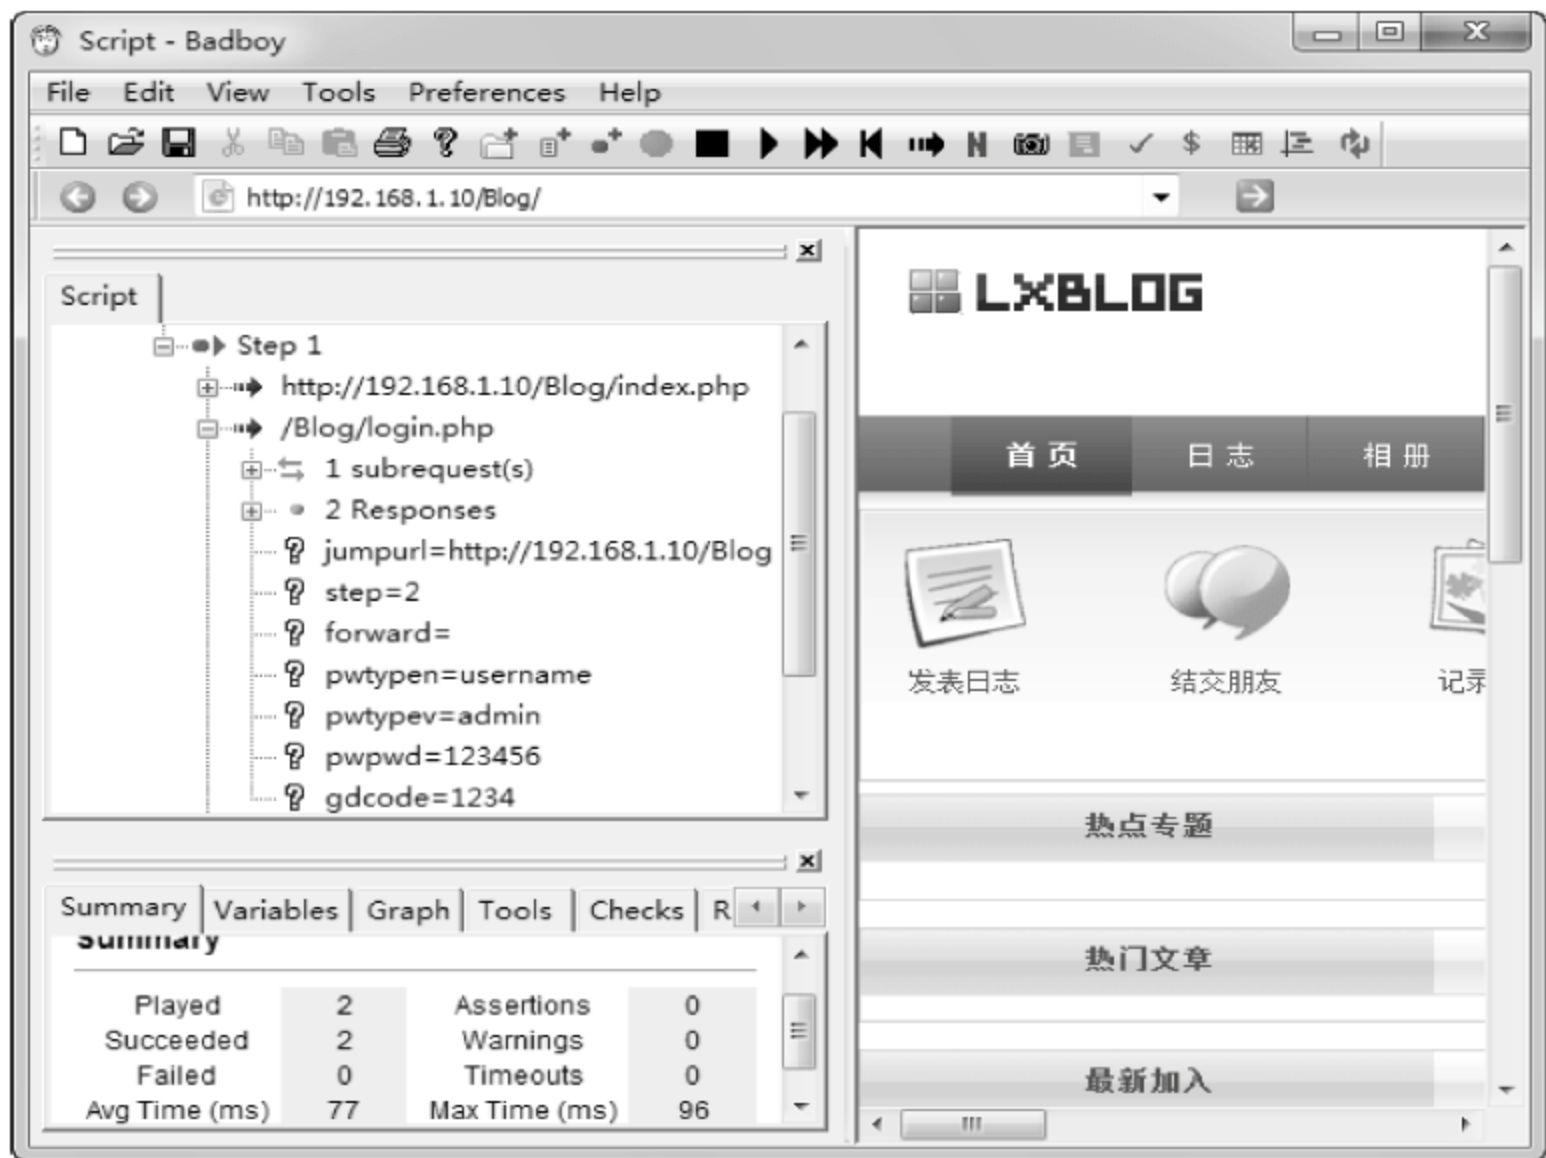 Script - Badboy
File Edit View Tools Preferences Help
http://192.168.1.10/Blog/
Script
Step 1
http://192.168.1.10/Blog/index.php
/Blog/login.php
1 subrequest(s)
2 Responses
jumpurl=http://192.168.1.10/Blog
step=2
forward=
pwtypen=username
pwtypev=admin
pwpwd=123456
gdcode=1234
Summary Variables Graph Tools Checks R
Summary
Played 2 Assertions 0
Succeeded 2 Warnings 0
Failed 0 Timeouts 0
Avg Time (ms) 77 Max Time (ms) 96
LXBLOG
首页 日志 相册
发表日志 结交朋友 记录
热点专题
热门文章
最新加入